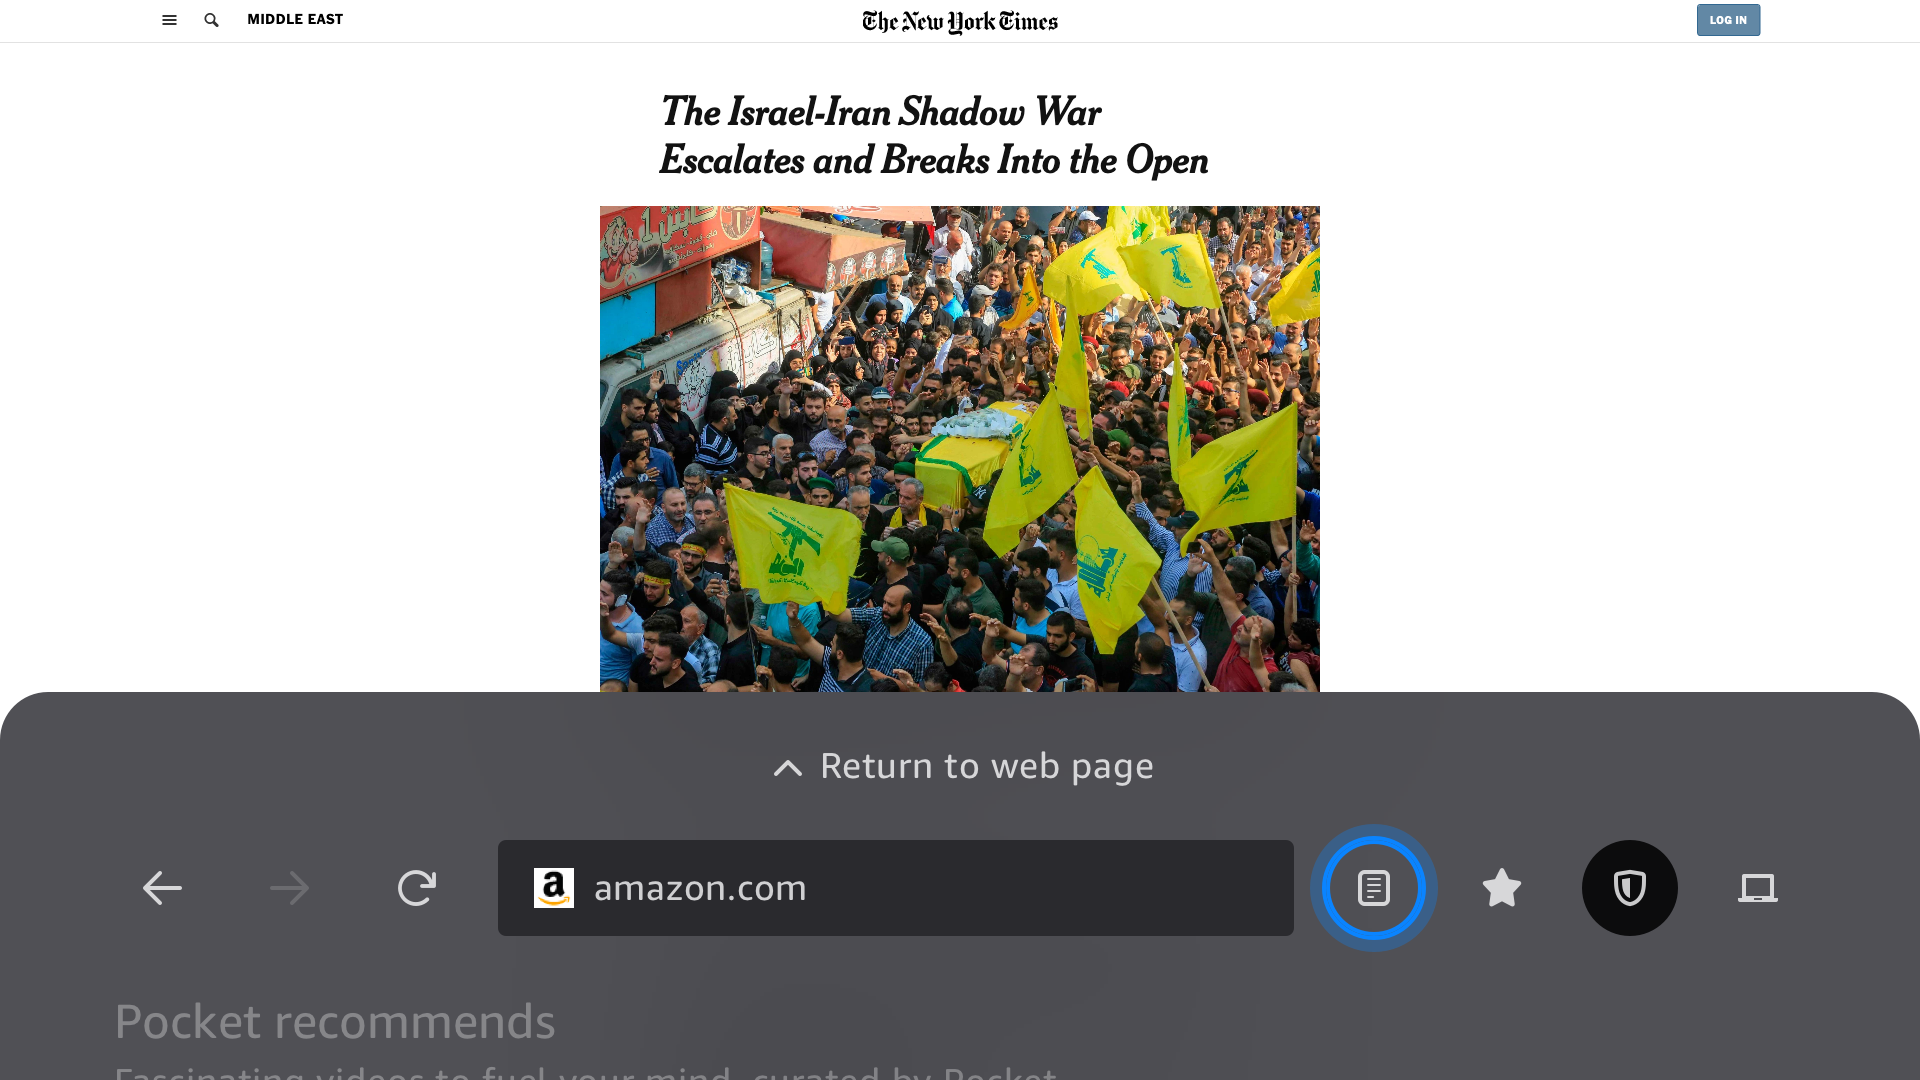 MIDDLE EAST
The New York Times
LOG IN
The Israel-Iran Shadow War
Escalates and Breaks Into the Open
Return to web page
amazon.com
Pocket recommends
Fascinating videos to fuel your mind, curated by Pocket